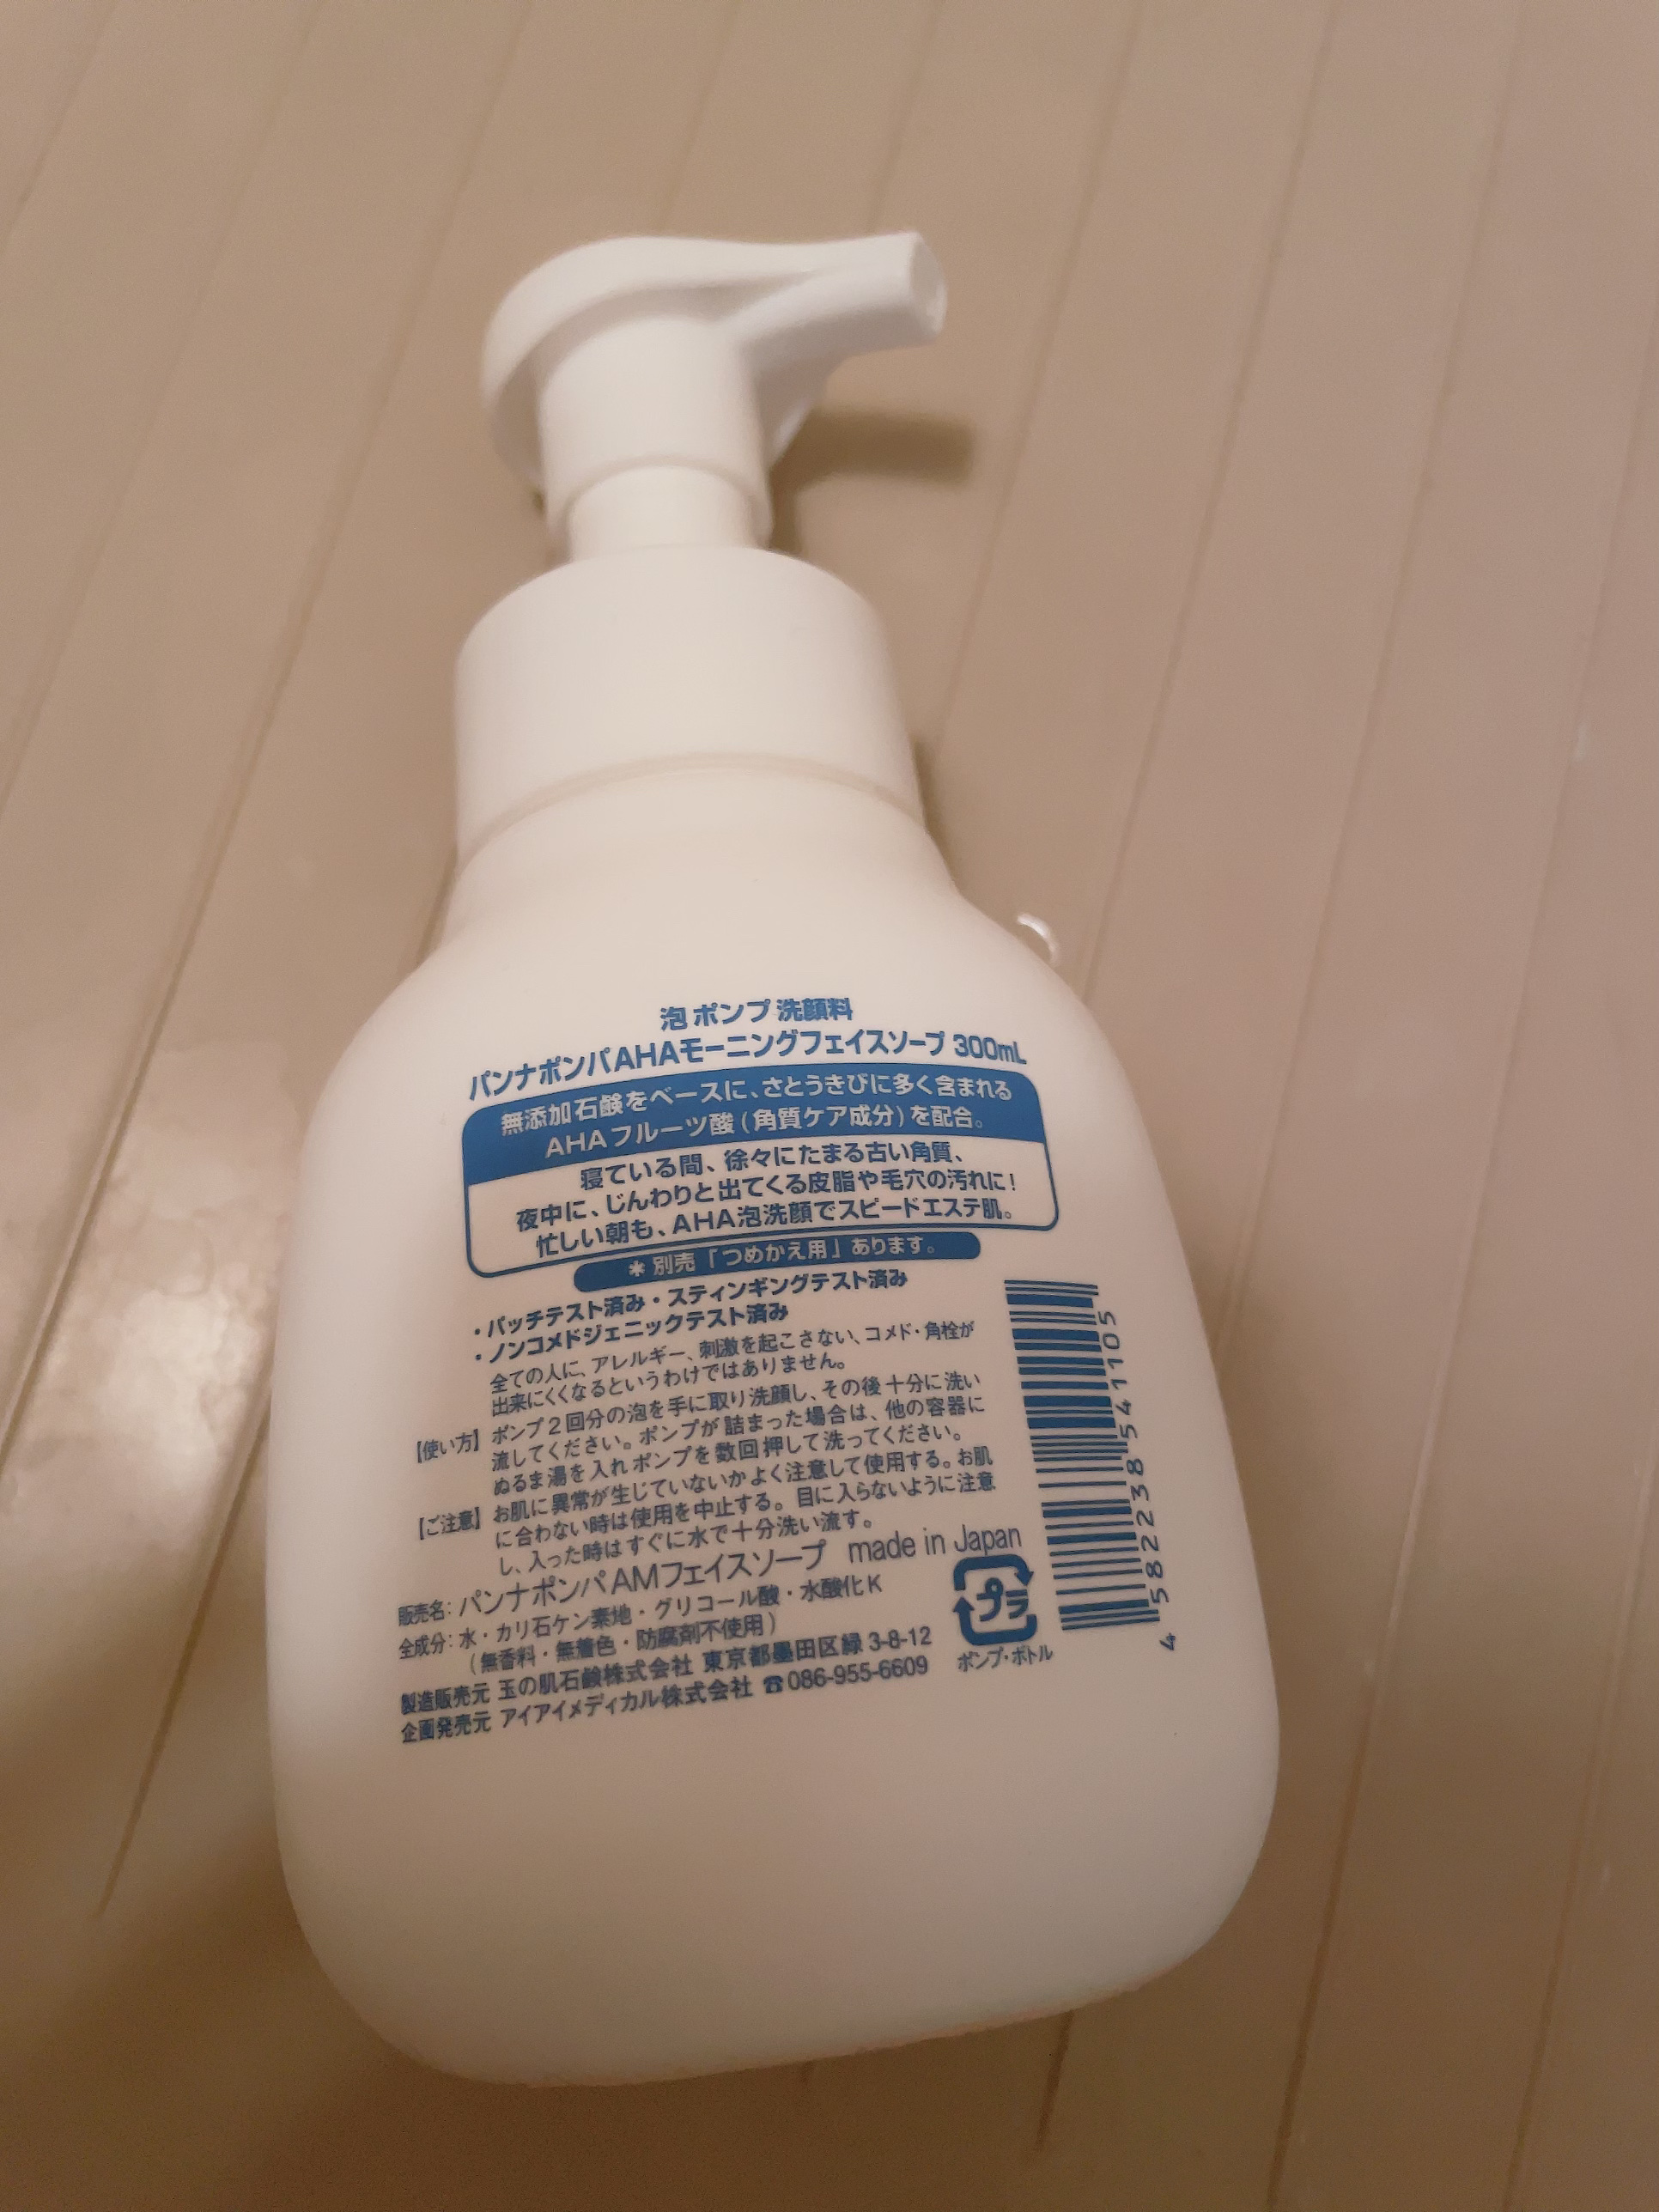 泡 ポンプ 洗顔料
パンナポンパAHAモーニングフェイスソープ 300mL
無添加石鹸をベースに、さとうきびに多く含まれる
AHAフルーツ酸(角質ケア成分)を配合。
寝ている間、徐々にたまる古い角質、
夜中に、じんわりと出てくる皮脂や毛穴の汚れに!
忙しい朝も、AHA泡洗顔でスピードエステ肌。
＊別売「つめかえ用」あります。
・パッチテスト済み・スティンギングテスト済み
・ノンコメドジェニックテスト済み
全ての人に、アレルギー、刺激を起こさない、コメド・角栓が
出来にくくなるというわけではありません。
【使い方】ポンプ2回分の泡を手に取り洗顔し、その後十分に洗い
流してください。ポンプが詰まった場合は、他の容器に
ぬるま湯を入れポンプを数回押して洗ってください。
【ご注意】お肌に異常が生じていないかよく注意して使用する。お肌
に合わない時は使用を中止する。目に入らないように注意
し、入った時はすぐに水で十分洗い流す。
販売名:パンナポンパAMフェイスソープ made in Japan
全成分:水・カリ石ケン素地・グリコール酸・水酸化K
(無香料・無着色・防腐剤不使用)
製造販売元 玉の肌石鹸株式会社 東京都墨田区緑3-8-12
企画発売元 アイアイメディカル株式会社 ☎086-955-6609
プラ
ポンプ・ボトル
4582238541105